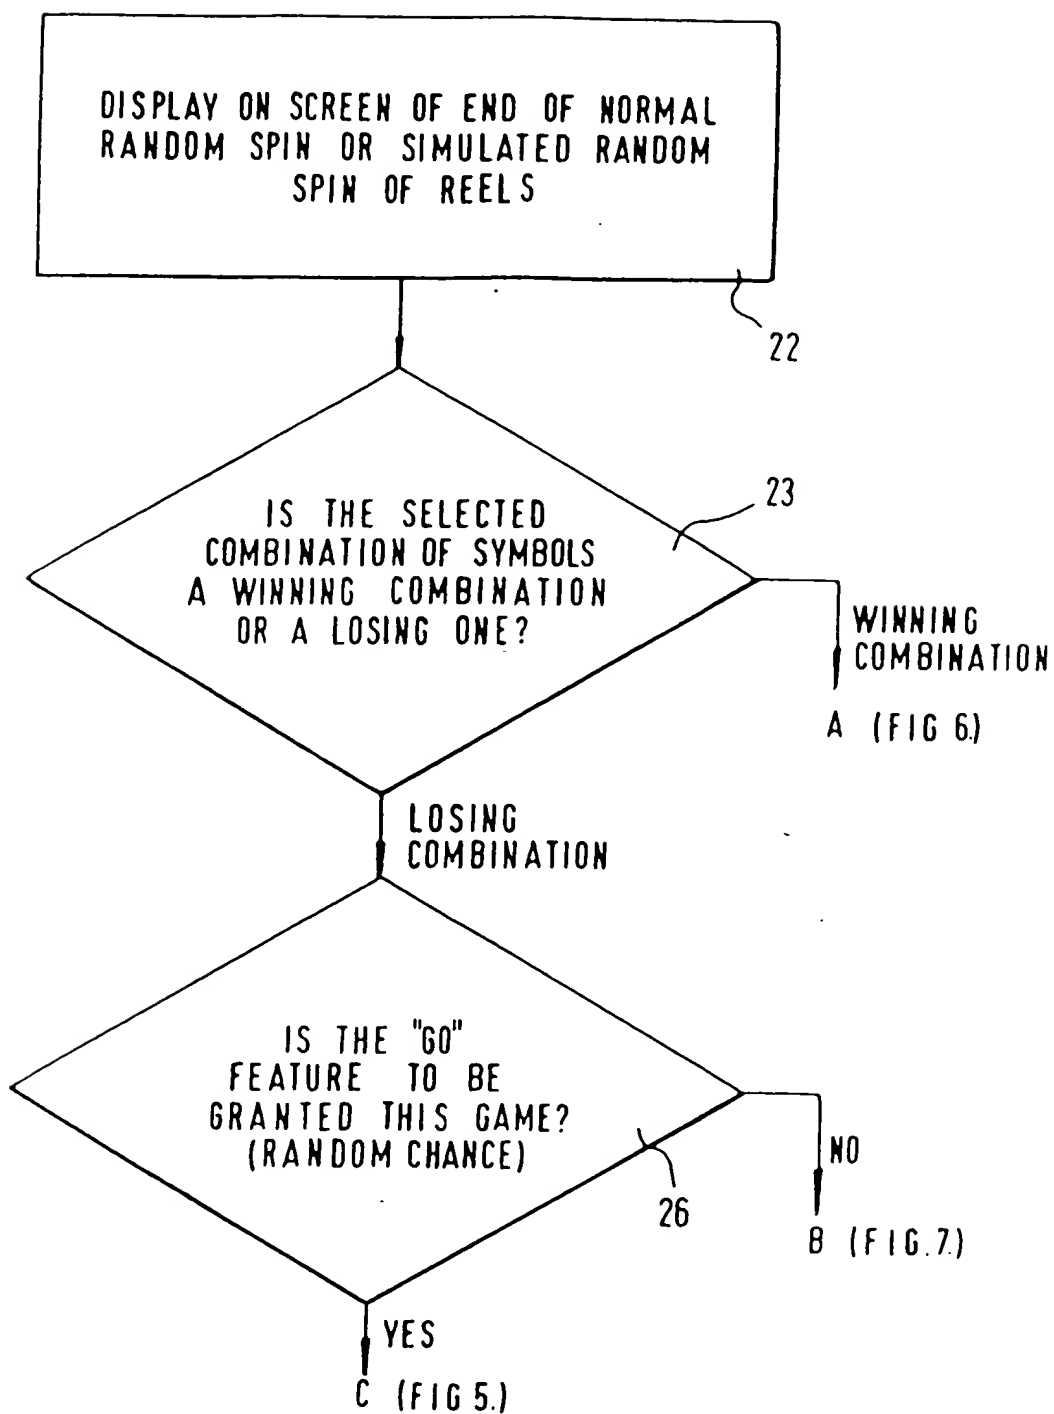 DISPLAY ON SCREEN OF END OF NORMAL
RANDOM SPIN OR SIMULATED RANDOM
SPIN OF REELS
22
23
IS THE SELECTED
COMBINATION OF SYMBOLS
A WINNING COMBINATION
OR A LOSING ONE?
WINNING
COMBINATION
A (FIG 6.)
LOSING
COMBINATION
IS THE "GO"
FEATURE TO BE
GRANTED THIS GAME?
(RANDOM CHANCE)
26
NO
B (FIG.7.)
YES
C (FIG 5.)